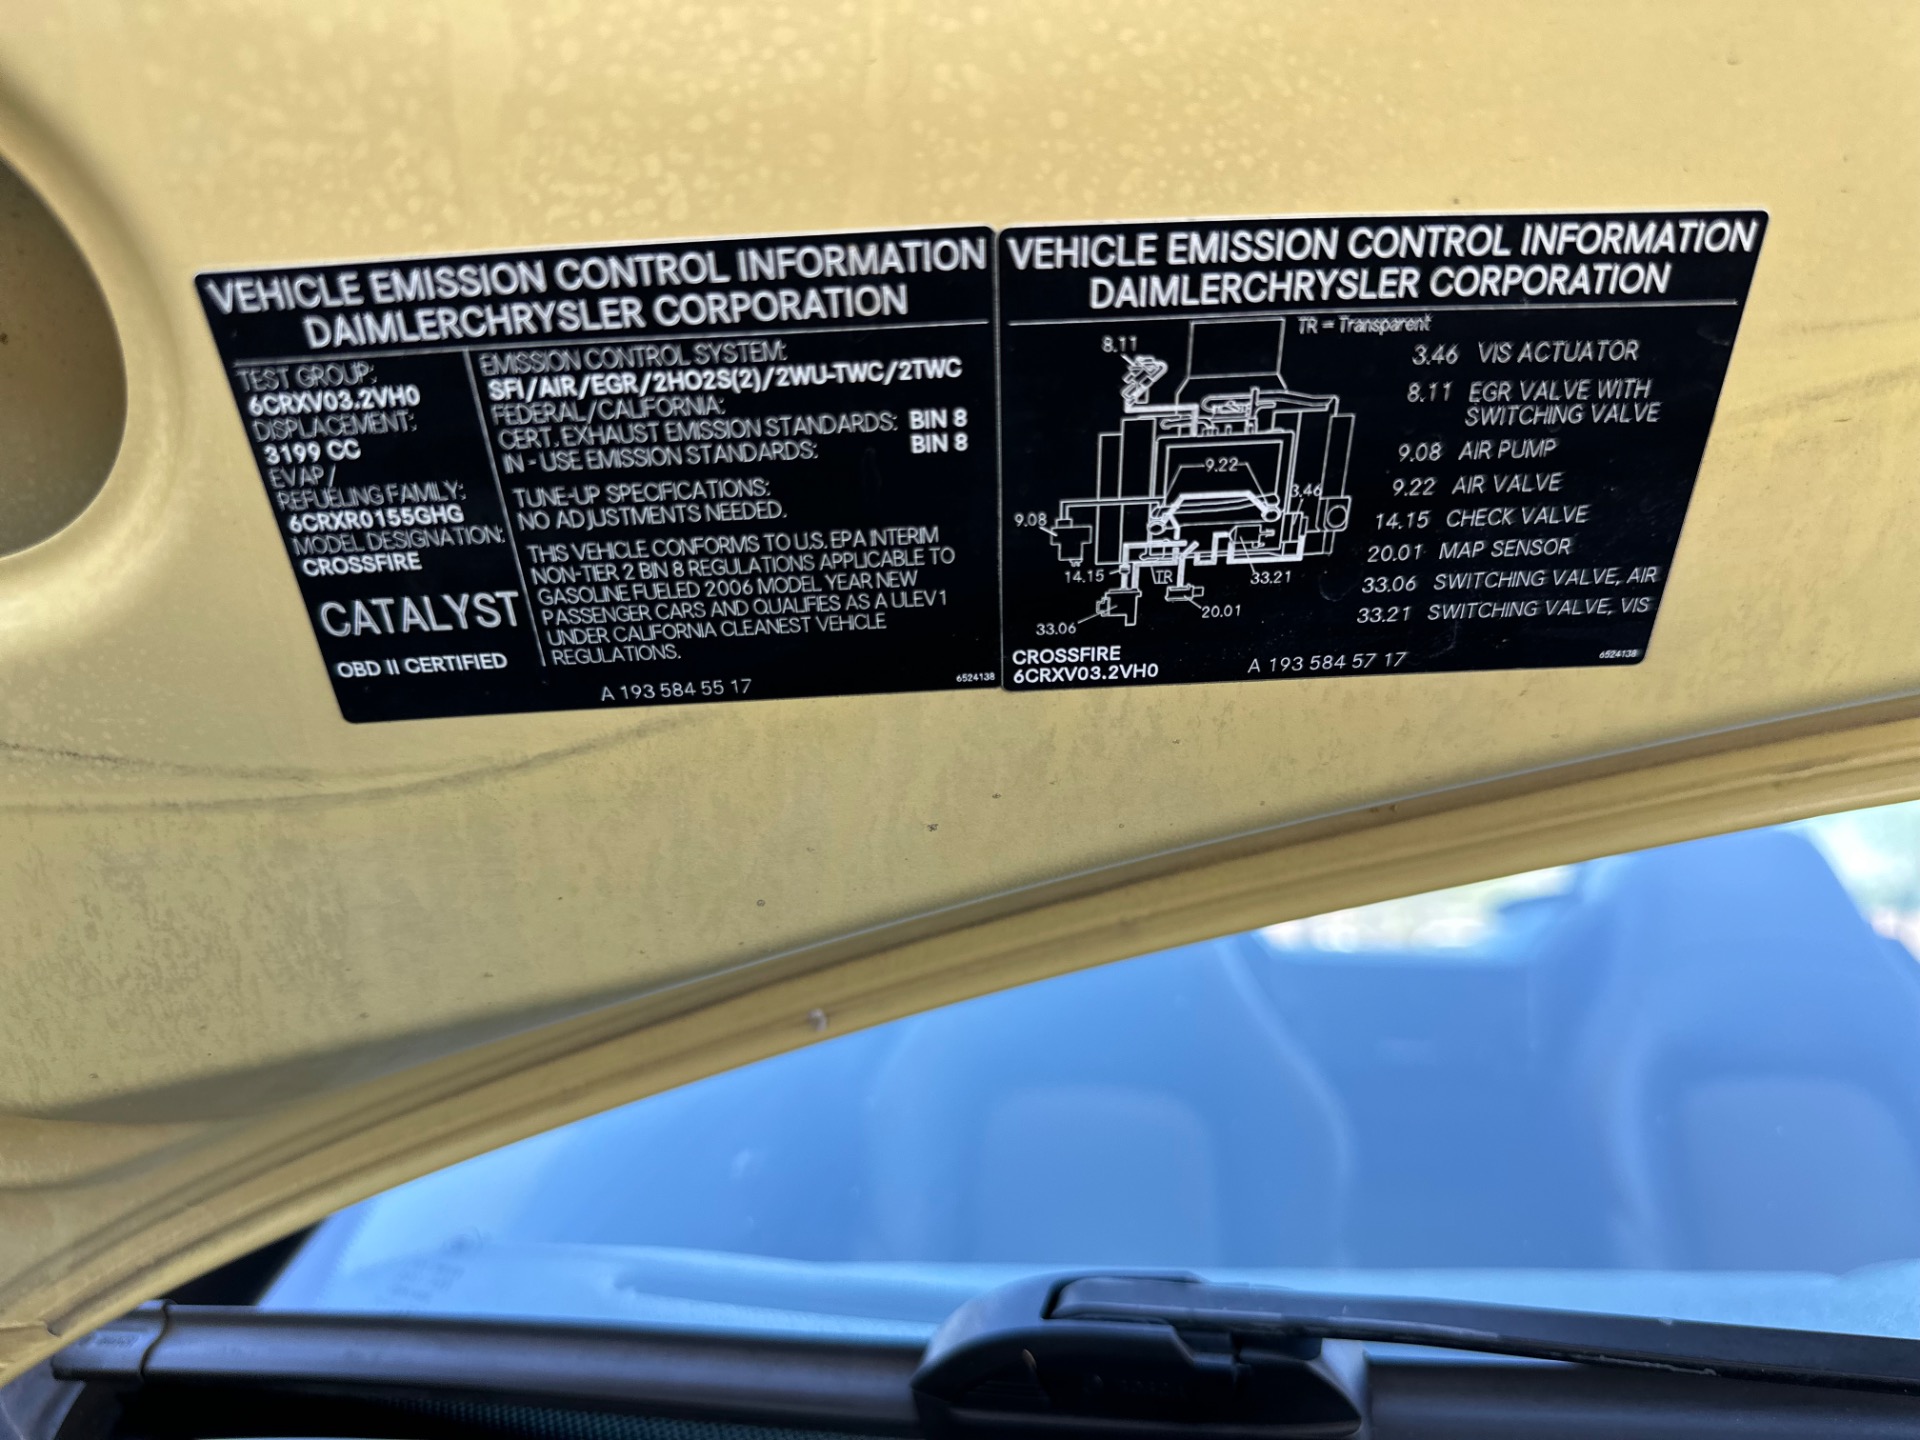 VEHICLE EMISSION CONTROL INFORMATION
DAIMLERCHRYSLER CORPORATION
TEST GROUP:
6CRXV03.2VH0
DISPLACEMENT:
3199 CC
EVAP/
REFUELING FAMILY:
6CRXR0155GHG
MODEL DESIGNATION:
CROSSFIRE
CATALYST
OBD II CERTIFIED
EMISSION CONTROL SYSTEM:
SFI/AIR/EGR/2HO2S(2)/2WU-TWC/2TWC
FEDERAL/CALIFORNIA:
CERT. EXHAUST EMISSION STANDARDS: BIN 8
IN - USE EMISSION STANDARDS: BIN 8
TUNE-UP SPECIFICATIONS:
NO ADJUSTMENTS NEEDED.
THIS VEHICLE CONFORMS TO U.S. EPA INTERIM
NON-TIER 2 BIN 8 REGULATIONS APPLICABLE TO
GASOLINE FUELED 2006 MODEL YEAR NEW
PASSENGER CARS AND QUALIFIES AS A ULEV1
UNDER CALIFORNIA CLEANEST VEHICLE
REGULATIONS.
A 193 584 55 17
6524138
VEHICLE EMISSION CONTROL INFORMATION
DAIMLERCHRYSLER CORPORATION
TR = Transparent
8.11
9.22
3.46
9.08
14.15
TR
33.21
20.01
33.06
3.46 VIS ACTUATOR
8.11 EGR VALVE WITH
SWITCHING VALVE
9.08 AIR PUMP
9.22 AIR VALVE
14.15 CHECK VALVE
20.01 MAP SENSOR
33.06 SWITCHING VALVE, AIR
33.21 SWITCHING VALVE, VIS
CROSSFIRE
6CRXV03.2VH0
A 193 584 57 17
6524138